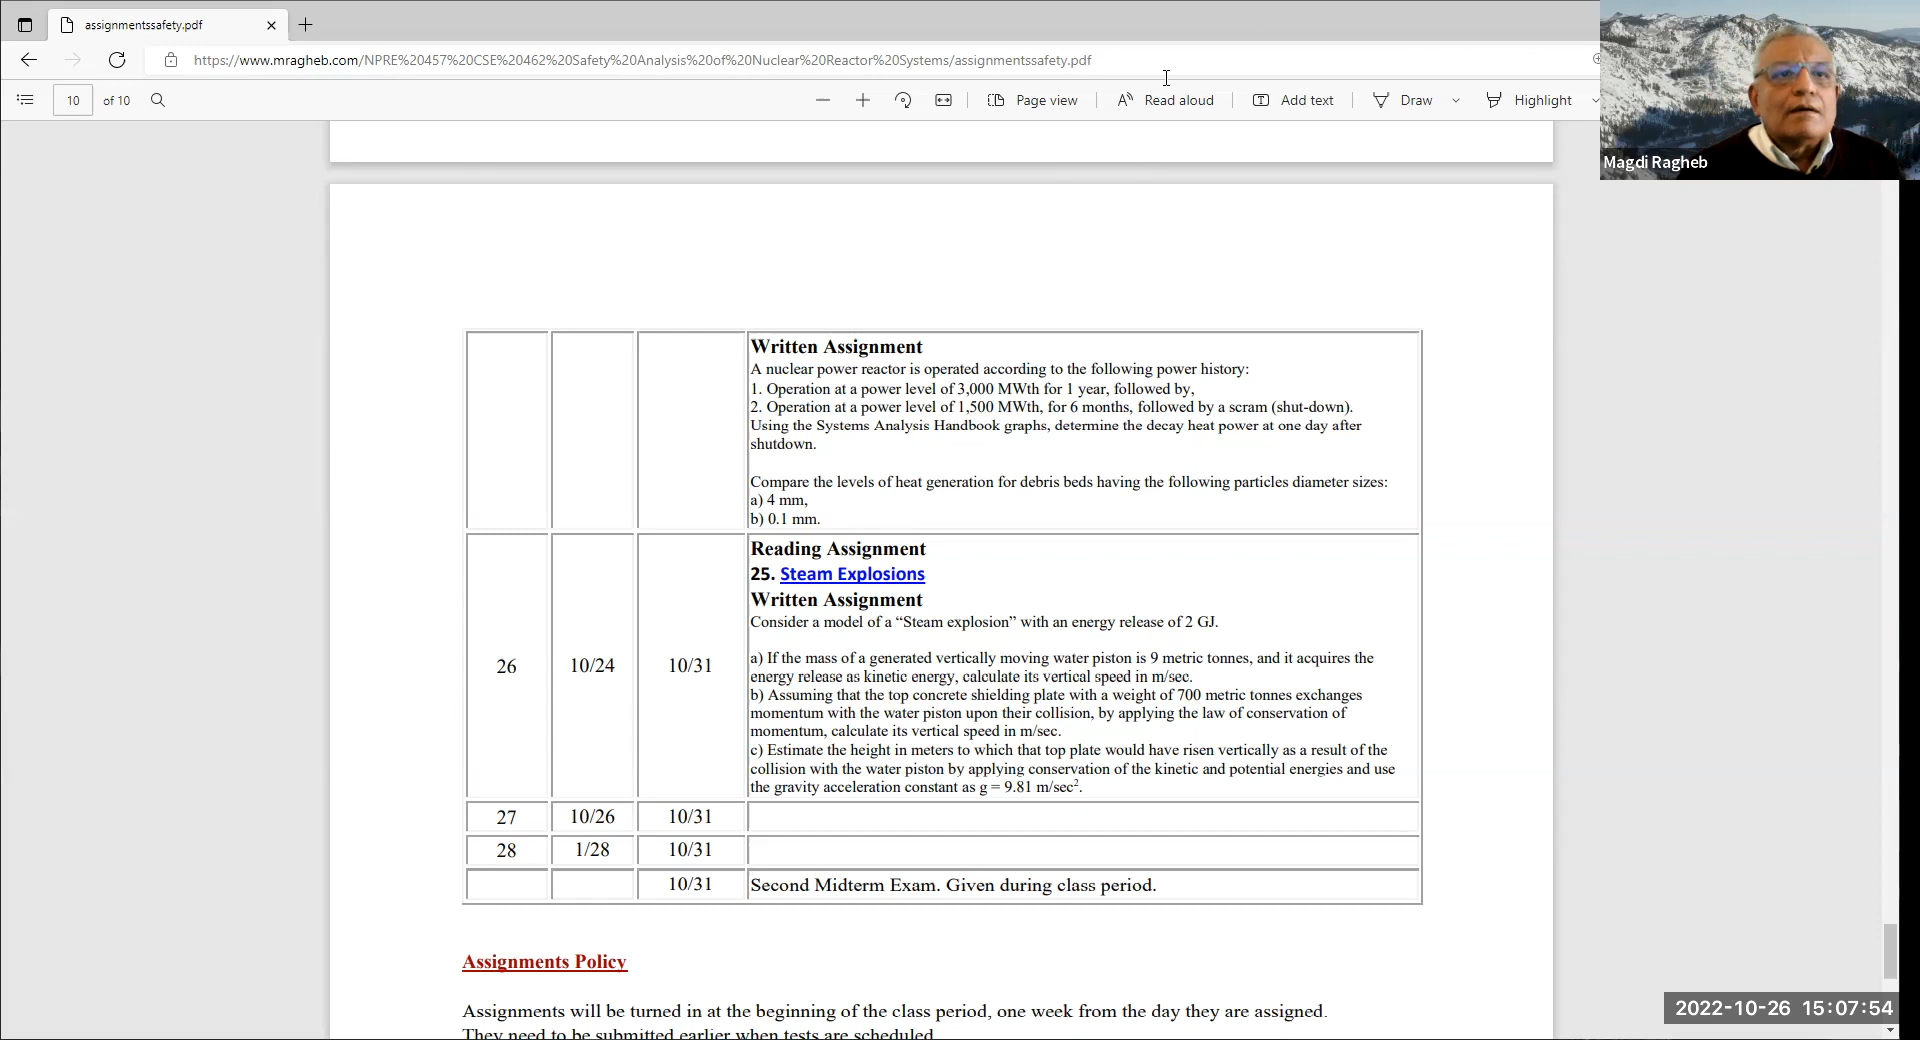 assignmentssafety.pdf
https://www.mragheb.com/NPRE%20457%20CSE%20462%20Safety%20Analysis%20of%20Nuclear%20Reactor%20Systems/assignmentssafety.pdf
10 of 10
Page view
Read aloud
Add text
Draw
Highlight
Magdi Ragheb
Written Assignment
A nuclear power reactor is operated according to the following power history:
1. Operation at a power level of 3,000 MWth for 1 year, followed by,
2. Operation at a power level of 1,500 MWth, for 6 months, followed by a scram (shut-down).
Using the Systems Analysis Handbook graphs, determine the decay heat power at one day after
shutdown.
Compare the levels of heat generation for debris beds having the following particles diameter sizes:
a) 4 mm,
b) 0.1 mm.
26 10/24 10/31
Reading Assignment
25. Steam Explosions
Written Assignment
Consider a model of a “Steam explosion” with an energy release of 2 GJ.
a) If the mass of a generated vertically moving water piston is 9 metric tonnes, and it acquires the
energy release as kinetic energy, calculate its vertical speed in m/sec.
b) Assuming that the top concrete shielding plate with a weight of 700 metric tonnes exchanges
momentum with the water piston upon their collision, by applying the law of conservation of
momentum, calculate its vertical speed in m/sec.
c) Estimate the height in meters to which that top plate would have risen vertically as a result of the
collision with the water piston by applying conservation of the kinetic and potential energies and use
the gravity acceleration constant as g = 9.81 m/sec².
27 10/26 10/31
28 1/28 10/31
10/31 Second Midterm Exam. Given during class period.
Assignments Policy
Assignments will be turned in at the beginning of the class period, one week from the day they are assigned.
They need to be submitted earlier when tests are scheduled
2022-10-26 15:07:54